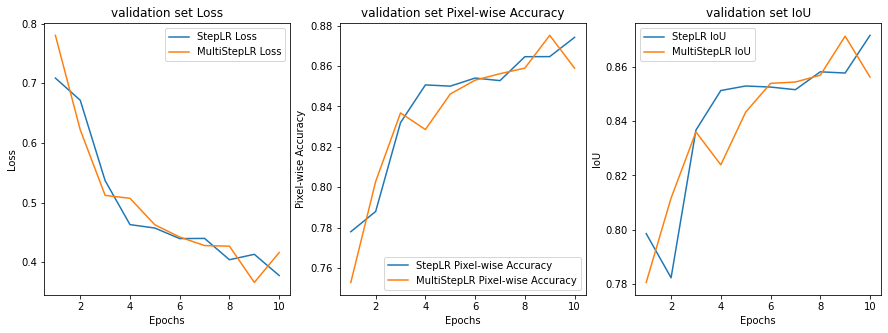 validation set Loss
0.8
0.7
0.6
0.5
0.4
Loss
StepLR Loss
MultiStepLR Loss
2
4
6
8
10
Epochs
validation set Pixel-wise Accuracy
0.88
0.86
0.84
0.82
0.80
0.78
0.76
Pixel-wise Accuracy
StepLR Pixel-wise Accuracy
MultiStepLR Pixel-wise Accuracy
2
4
6
8
10
Epochs
validation set IoU
0.86
0.84
0.82
0.80
0.78
IoU
StepLR IoU
MultiStepLR IoU
2
4
6
8
10
Epochs